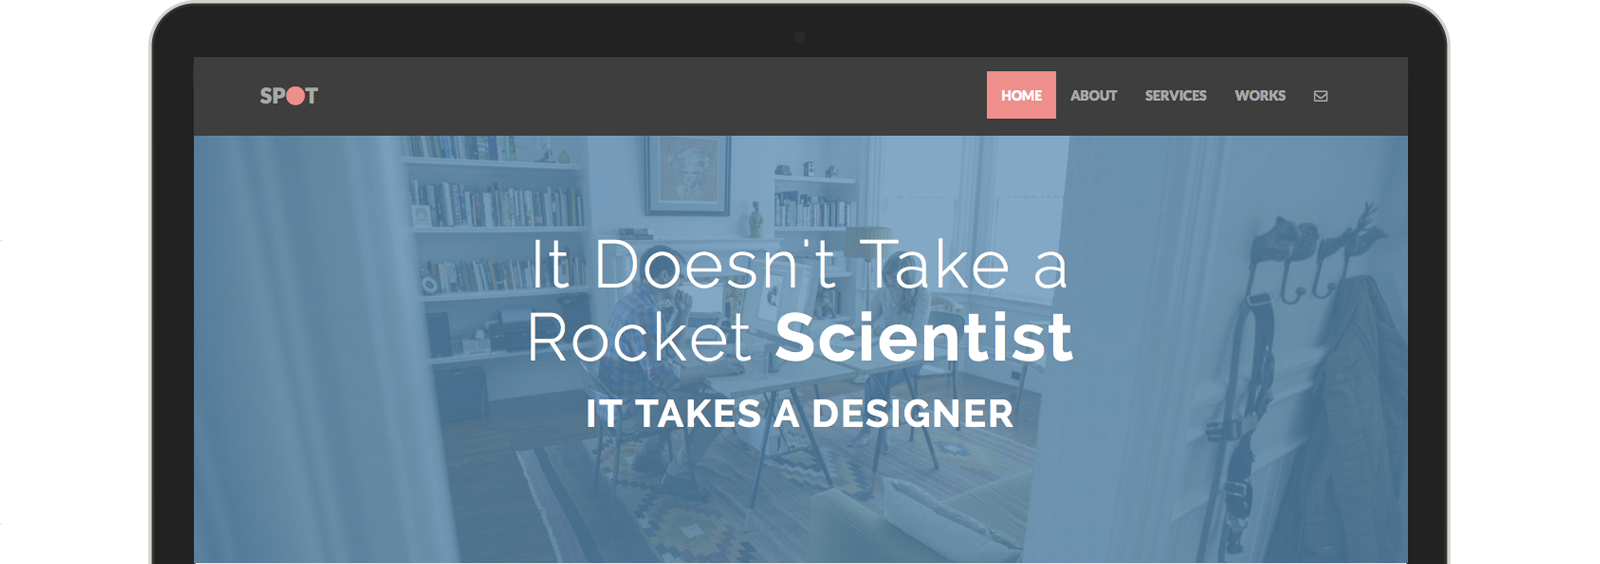 SPOT
HOME ABOUT SERVICES WORKS
It Doesn't Take a
Rocket Scientist
IT TAKES A DESIGNER